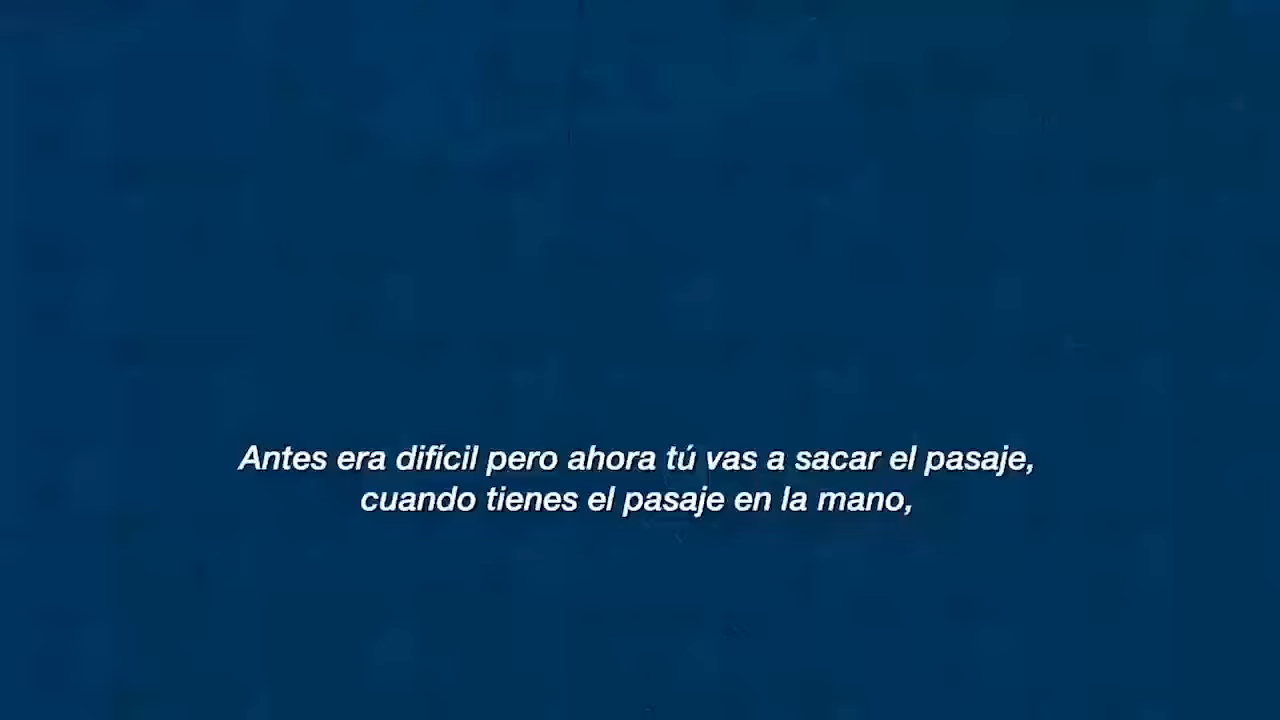 Antes era difícil pero ahora tú vas a sacar el pasaje,
cuando tienes el pasaje en la mano,